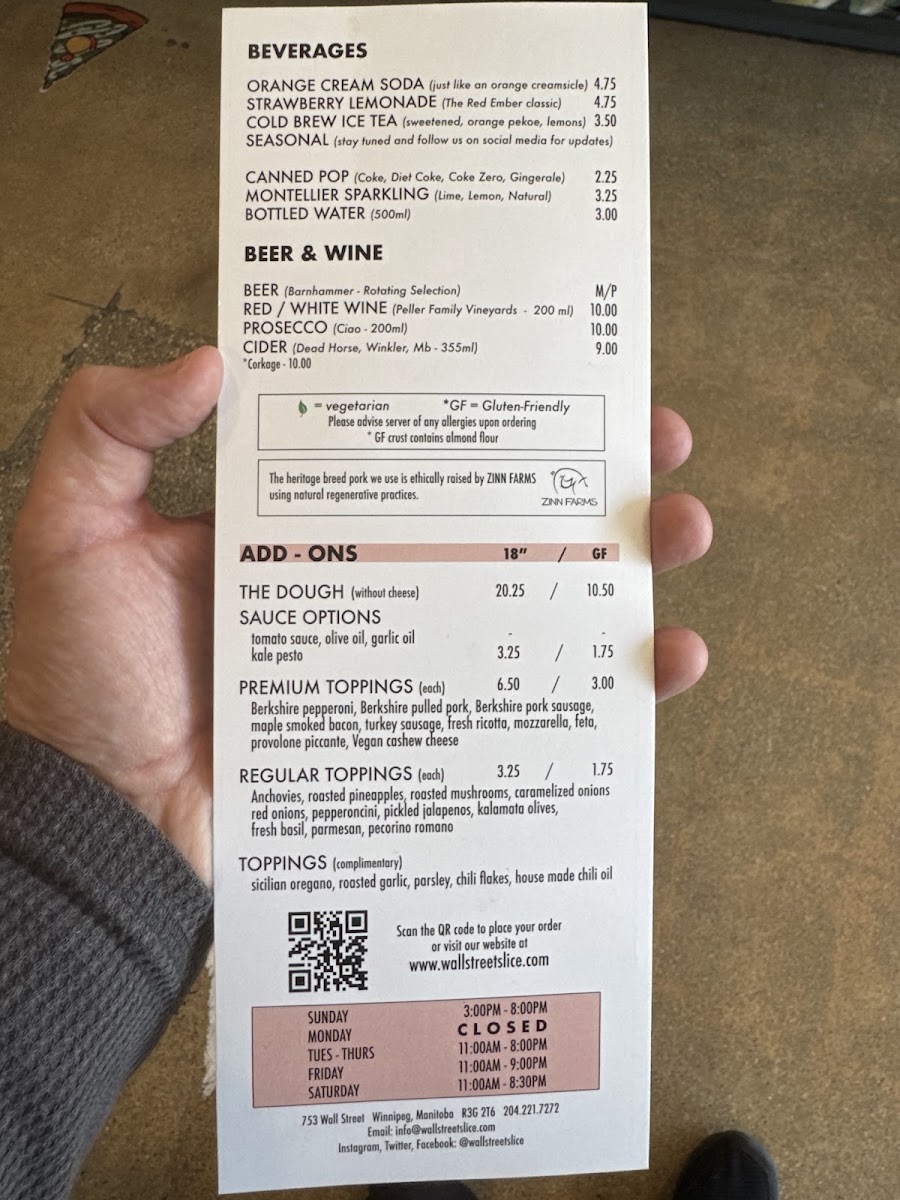 BEVERAGES
ORANGE CREAM SODA (just like an orange creamsicle) 4.75
STRAWBERRY LEMONADE (The Red Ember classic) 4.75
COLD BREW ICE TEA (sweetened, orange pekoe, lemons) 3.50
SEASONAL (stay tuned and follow us on social media for updates)
CANNED POP (Coke, Diet Coke, Coke Zero, Gingerale) 2.25
MONTELLIER SPARKLING (Lime, Lemon, Natural) 3.25
BOTTLED WATER (500ml) 3.00
BEER & WINE
BEER (Barnhammer - Rotating Selection) M/P
RED / WHITE WINE (Peller Family Vineyards - 200 ml) 10.00
PROSECCO (Ciao - 200ml) 10.00
CIDER (Dead Horse, Winkler, Mb - 355ml) 9.00
*Corkage - 10.00
= vegetarian *GF = Gluten-Friendly
Please advise server of any allergies upon ordering
* GF crust contains almond flour
The heritage breed pork we use is ethically raised by ZINN FARMS
using natural regenerative practices.
ZINN FARMS
ADD - ONS 18" / GF
THE DOUGH (without cheese) 20.25 / 10.50
SAUCE OPTIONS
tomato sauce, olive oil, garlic oil - -
kale pesto 3.25 / 1.75
PREMIUM TOPPINGS (each) 6.50 / 3.00
Berkshire pepperoni, Berkshire pulled pork, Berkshire pork sausage,
maple smoked bacon, turkey sausage, fresh ricotta, mozzarella, feta,
provolone piccante, Vegan cashew cheese
REGULAR TOPPINGS (each) 3.25 / 1.75
Anchovies, roasted pineapples, roasted mushrooms, caramelized onions
red onions, pepperoncini, pickled jalapenos, kalamata olives,
fresh basil, parmesan, pecorino romano
TOPPINGS (complimentary)
sicilian oregano, roasted garlic, parsley, chili flakes, house made chili oil
Scan the QR code to place your order
or visit our website at
www.wallstreetslice.com
SUNDAY 3:00PM - 8:00PM
MONDAY CLOSED
TUES - THURS 11:00AM - 8:00PM
FRIDAY 11:00AM - 9:00PM
SATURDAY 11:00AM - 8:30PM
753 Wall Street Winnipeg, Manitoba R3G 2T6 204.221.7272
Email: info@wallstreetslice.com
Instagram, Twitter, Facebook: @wallstreetslice